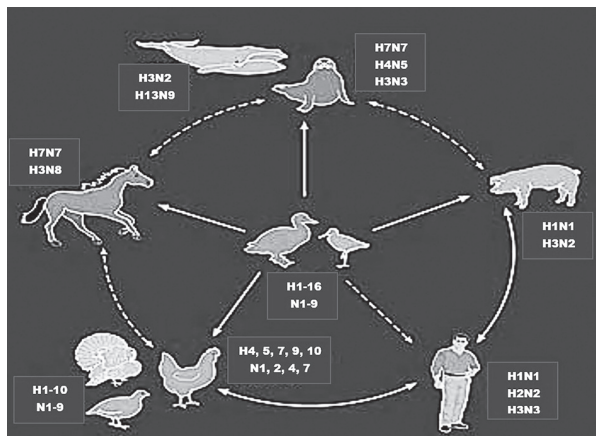 H7N7
H4N5
H3N3
H3N2
H13N9
H7N7
H3N8
H1N1
H3N2
H1-16
N1-9
H4, 5, 7, 9, 10
N1, 2, 4, 7
H1-10
N1-9
H1N1
H2N2
H3N3